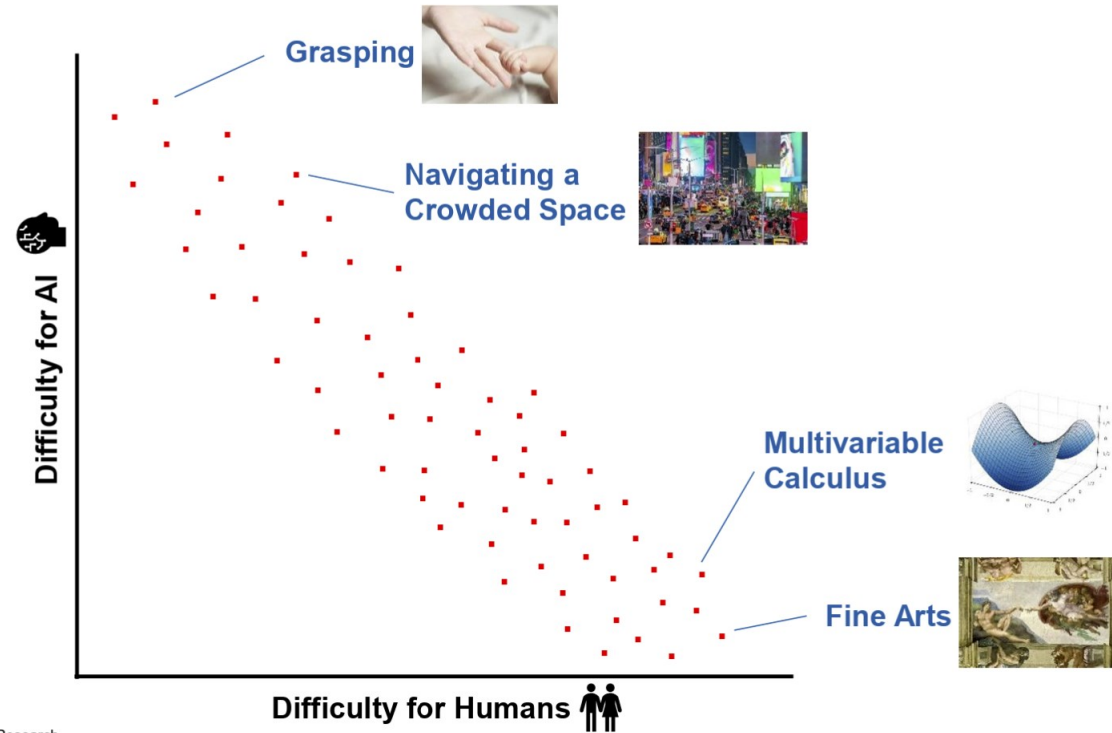 Grasping
Navigating a
Crowded Space
Difficulty for AI
Multivariable
Calculus
Fine Arts
Difficulty for Humans